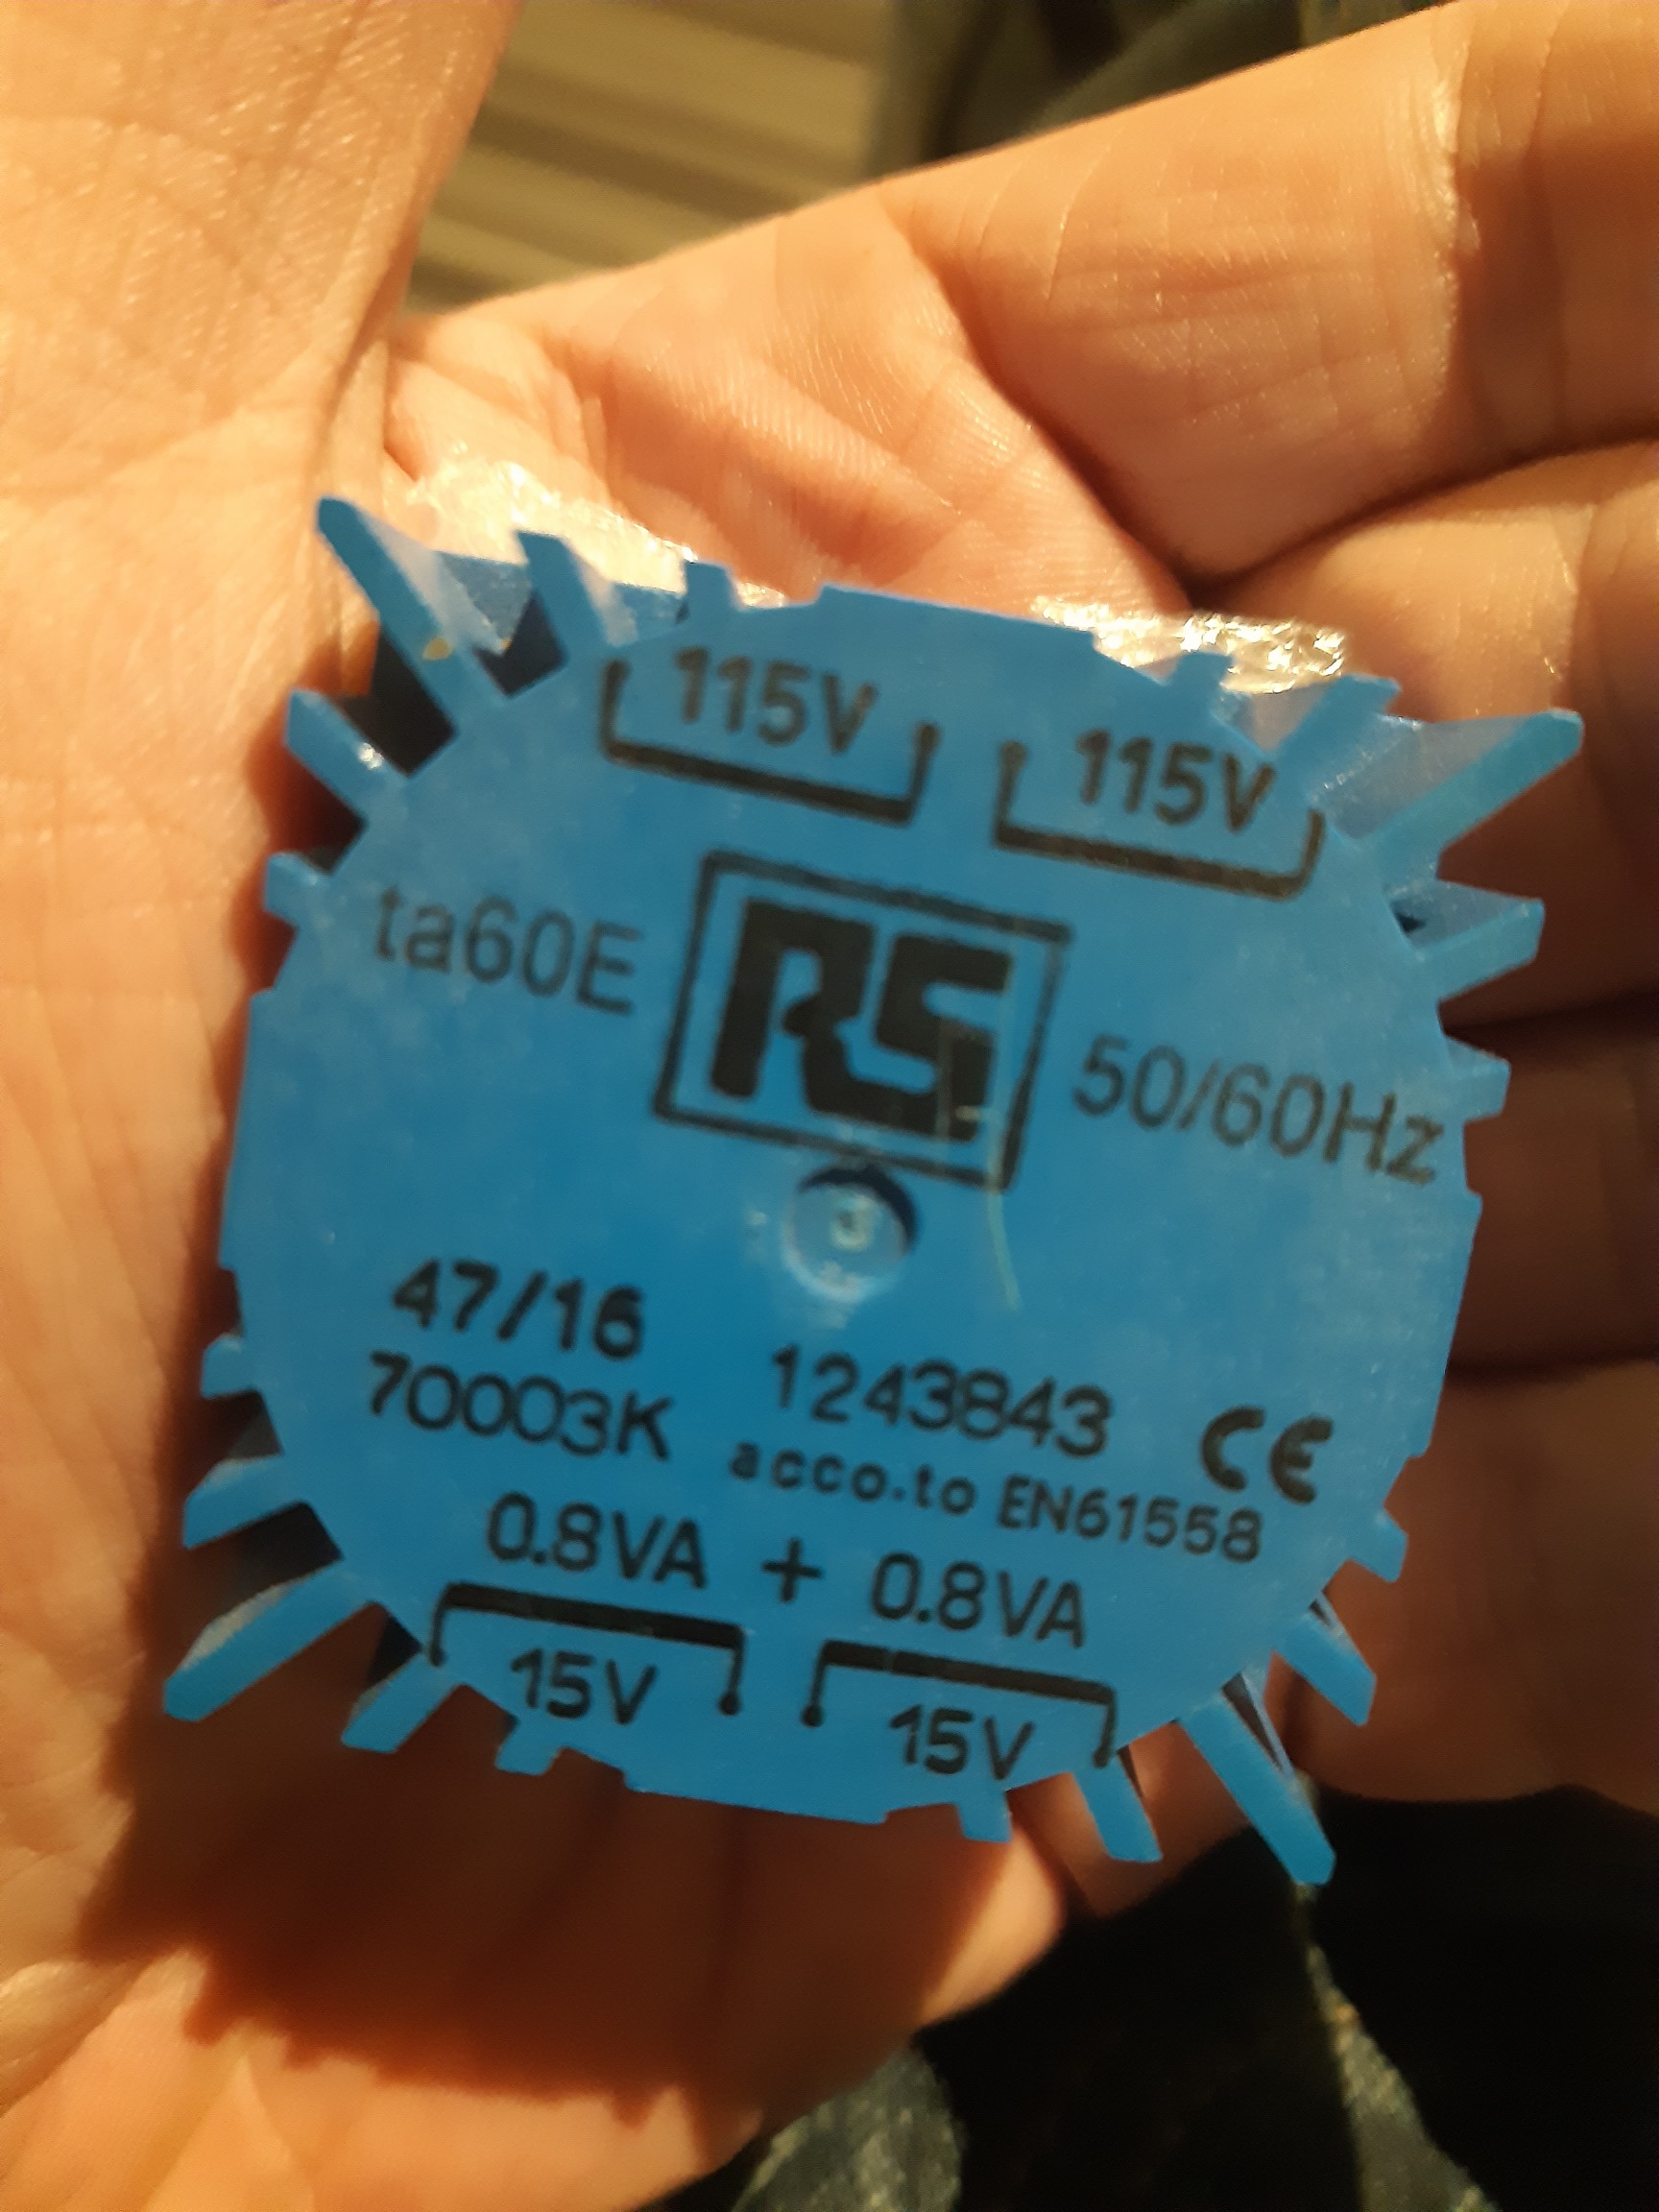 115V 115V
ta60E RS 50/60Hz
47/16
70003K 1243843 CE
acco.to EN61558
0.8VA + 0.8VA
15V 15V